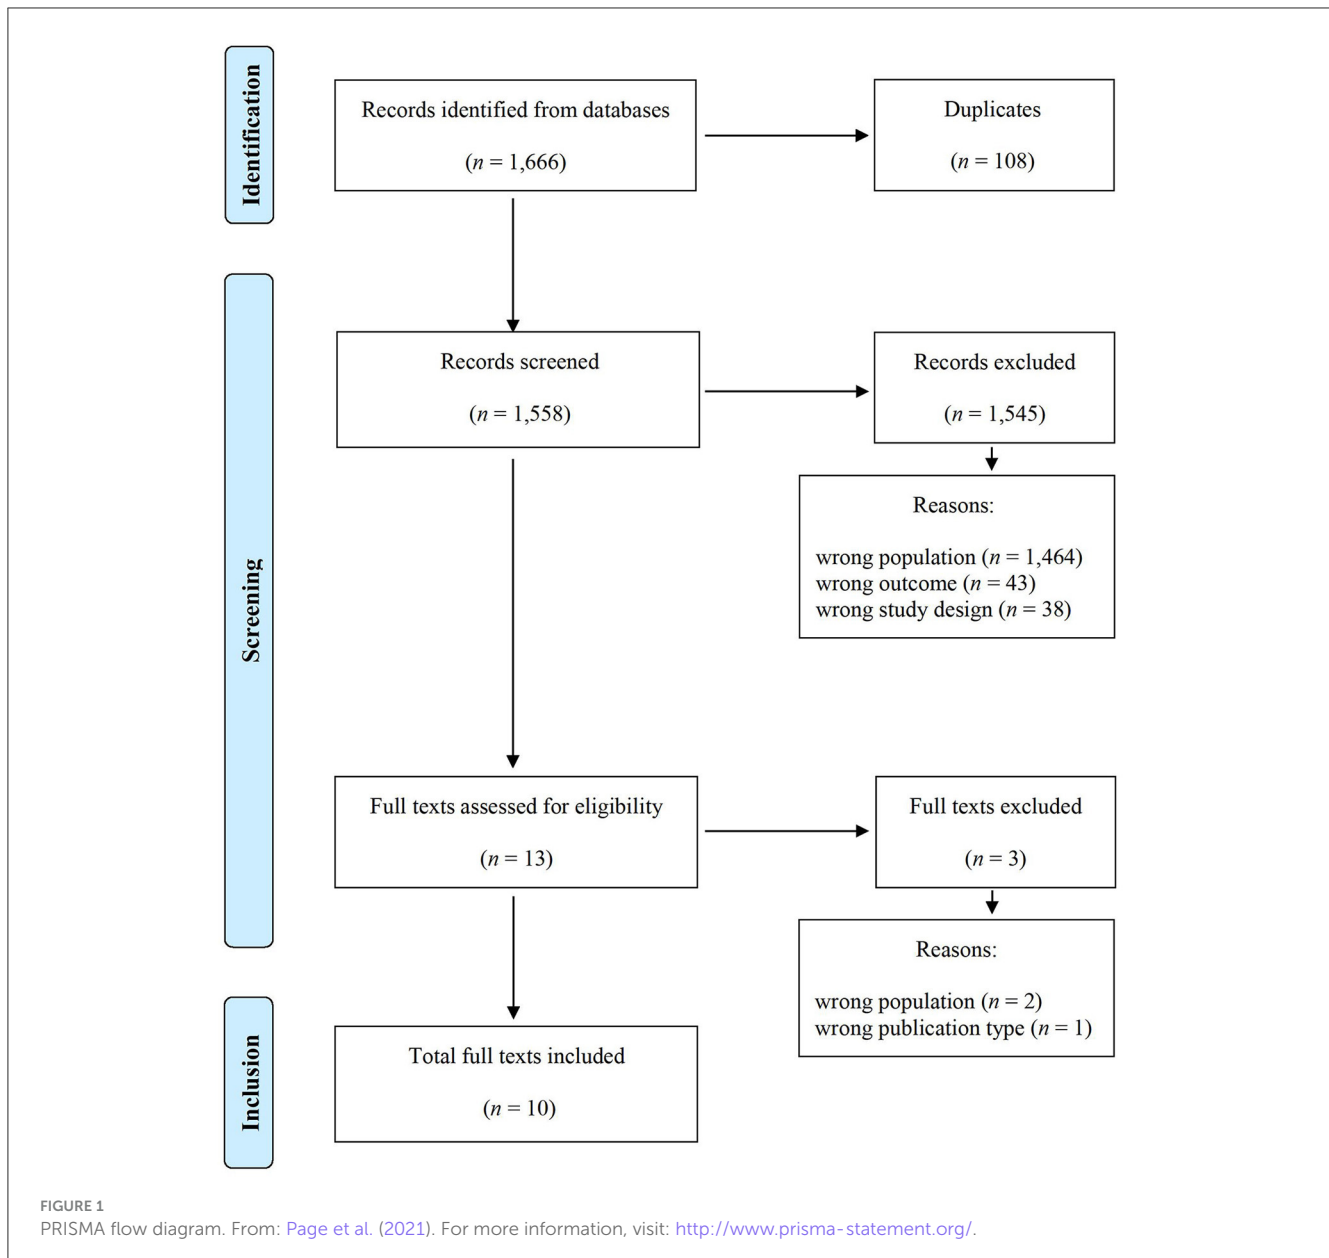 Identification
Records identified from databases
(n = 1,666)
Duplicates
(n = 108)
Screening
Records screened
(n = 1,558)
Records excluded
(n = 1,545)
Reasons:
wrong population (n = 1,464)
wrong outcome (n = 43)
wrong study design (n = 38)
Full texts assessed for eligibility
(n = 13)
Full texts excluded
(n = 3)
Reasons:
wrong population (n = 2)
wrong publication type (n = 1)
Inclusion
Total full texts included
(n = 10)
FIGURE 1
PRISMA flow diagram. From: Page et al. (2021). For more information, visit: http://www.prisma-statement.org/.